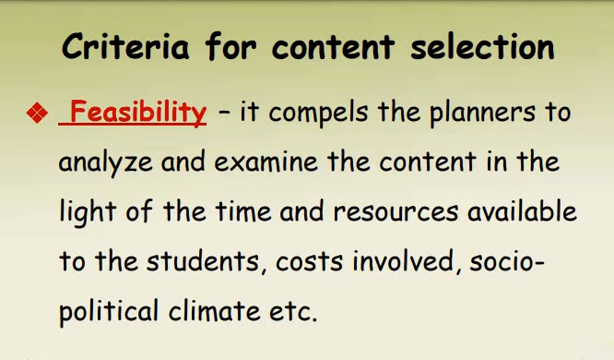 Criteria for content selection
❖ Feasibility – it compels the planners to
analyze and examine the content in the
light of the time and resources available
to the students, costs involved, socio-
political climate etc.